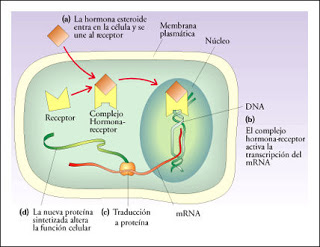 (a) La hormona esteroide
entra en la célula y se
une al receptor
Membrana
plasmática
Núcleo
Receptor
Complejo
Hormona-
receptor
DNA
(b)
El complejo
hormona-receptor
activa la
transcripción del
mRNA
(d) La nueva proteína
sintetizada altera
la función celular
(c) Traducción
a proteína
mRNA